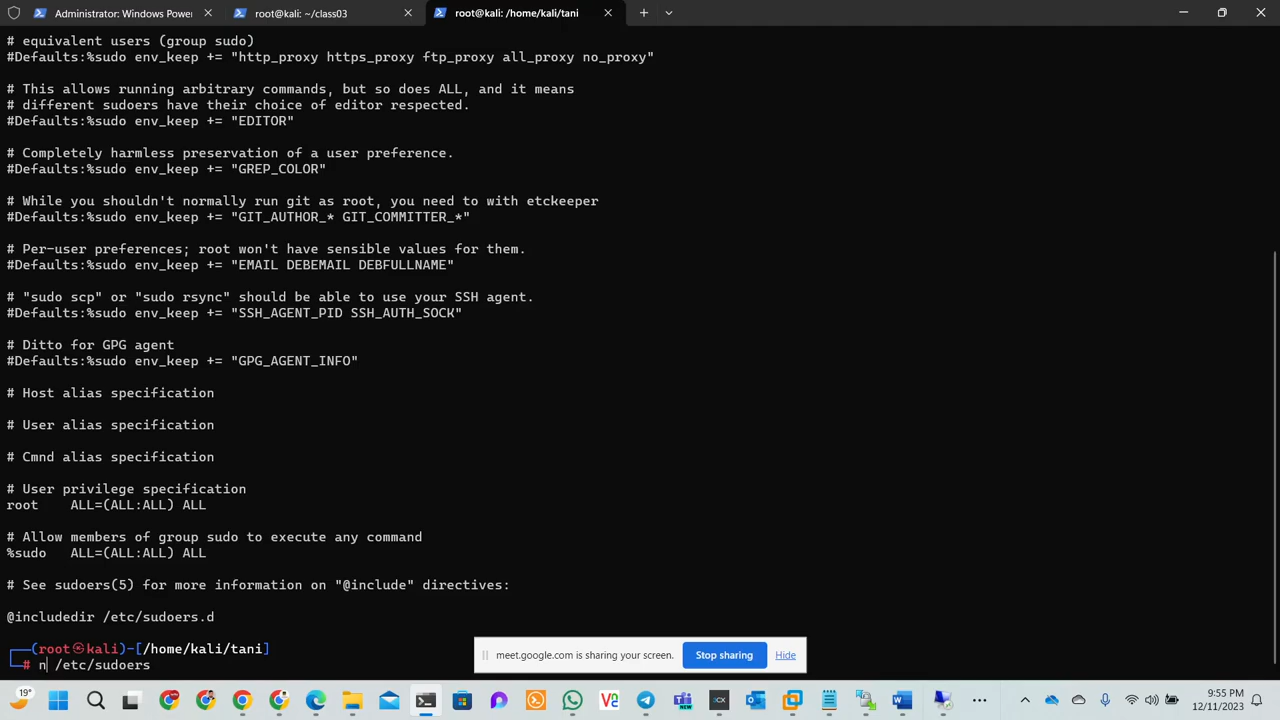 Administrator: Windows Power
root@kali: ~/class03
root@kali: /home/kali/tani
# equivalent users (group sudo)
#Defaults:%sudo env_keep += "http_proxy https_proxy ftp_proxy all_proxy no_proxy"
# This allows running arbitrary commands, but so does ALL, and it means
# different sudoers have their choice of editor respected.
#Defaults:%sudo env_keep += "EDITOR"
# Completely harmless preservation of a user preference.
#Defaults:%sudo env_keep += "GREP_COLOR"
# While you shouldn't normally run git as root, you need to with etckeeper
#Defaults:%sudo env_keep += "GIT_AUTHOR_* GIT_COMMITTER_*"
# Per-user preferences; root won't have sensible values for them.
#Defaults:%sudo env_keep += "EMAIL DEBEMAIL DEBFULLNAME"
# "sudo scp" or "sudo rsync" should be able to use your SSH agent.
#Defaults:%sudo env_keep += "SSH_AGENT_PID SSH_AUTH_SOCK"
# Ditto for GPG agent
#Defaults:%sudo env_keep += "GPG_AGENT_INFO"
# Host alias specification
# User alias specification
# Cmnd alias specification
# User privilege specification
root    ALL=(ALL:ALL) ALL
# Allow members of group sudo to execute any command
%sudo   ALL=(ALL:ALL) ALL
# See sudoers(5) for more information on "@include" directives:
@includedir /etc/sudoers.d
┌──(root㉿kali)-[/home/kali/tani]
└─# n /etc/sudoers
meet.google.com is sharing your screen.
Stop sharing
Hide
19°
9:55 PM
12/11/2023